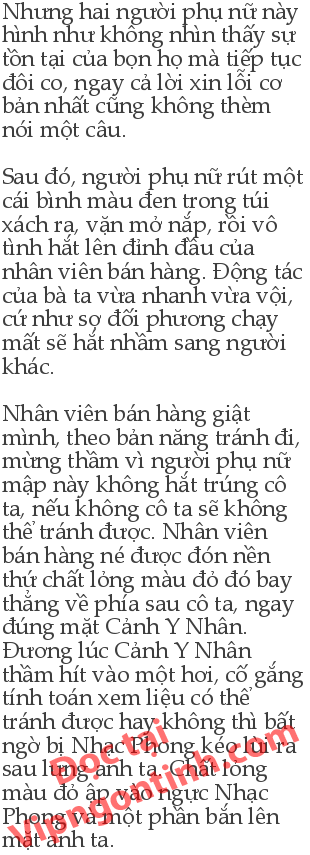 Nhưng hai người phụ nữ này
hình như không nhìn thấy sự
tồn tại của bọn họ mà tiếp tục
đôi co, ngay cả lời xin lỗi cơ
bản nhất cũng không thèm
nói một câu.
Sau đó, người phụ nữ rút một
cái bình màu đen trong túi
xách ra, vặn mở nắp, rồi vô
tình hắt lên đỉnh đầu của
nhân viên bán hàng. Động tác
của bà ta vừa nhanh vừa vội,
cứ như sợ đối phương chạy
mất sẽ hắt nhầm sang người
khác.
Nhân viên bán hàng giật
mình, theo bản năng tránh đi,
mừng thầm vì người phụ nữ
mập này không hắt trúng cô
ta, nếu không cô ta sẽ không
thể tránh được. Nhân viên
bán hàng né được đón nền
thứ chất lỏng màu đỏ đó bay
thẳng về phía sau cô ta, ngay
đúng mặt Cảnh Y Nhân.
Đương lúc Cảnh Y Nhân
thầm hít vào một hơi, cố gắng
tính toán xem liệu có thể
tránh được hay không thì bất
ngờ bị Nhạc Phong kéo lùi ra
sau lưng anh ta. Chất lỏng
màu đỏ ập vào ngực Nhạc
Phong và một phần bắn lên
mặt anh ta.
Đọc tại
Vipngontinh.com